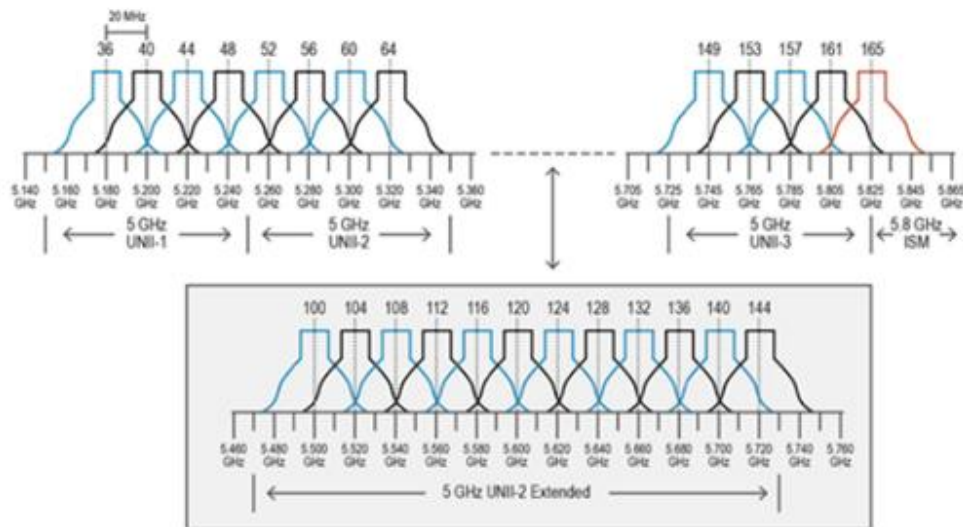 20 MHz
36 40 44 48 52 56 60 64 149 153 157 161 165
5.140 5.160 5.180 5.200 5.220 5.240 5.260 5.280 5.300 5.320 5.340 5.360 5.705 5.725 5.745 5.765 5.785 5.805 5.825 5.845 5.865
GHz GHz GHz GHz GHz GHz GHz GHz GHz GHz GHz GHz GHz GHz GHz GHz GHz GHz GHz GHz GHz
5 GHz 5 GHz 5 GHz 5.8 GHz
UNII-1 UNII-2 UNII-3 ISM
100 104 108 112 116 120 124 128 132 136 140 144
5.460 5.480 5.500 5.520 5.540 5.560 5.580 5.600 5.620 5.640 5.660 5.680 5.700 5.720 5.740 5.760
GHz GHz GHz GHz GHz GHz GHz GHz GHz GHz GHz GHz GHz GHz GHz GHz
5 GHz UNII-2 Extended